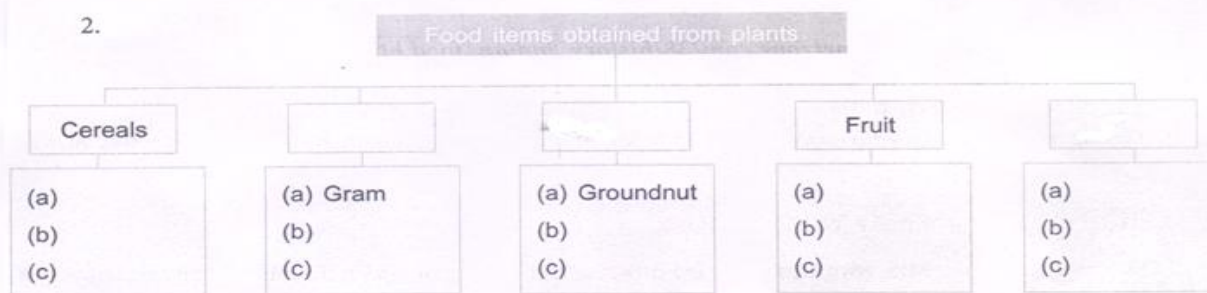 2.
Food items obtained from plants
Cereals
Fruit
(a)
(b)
(c)
(a) Gram
(b)
(c)
(a) Groundnut
(b)
(c)
(a)
(b)
(c)
(a)
(b)
(c)